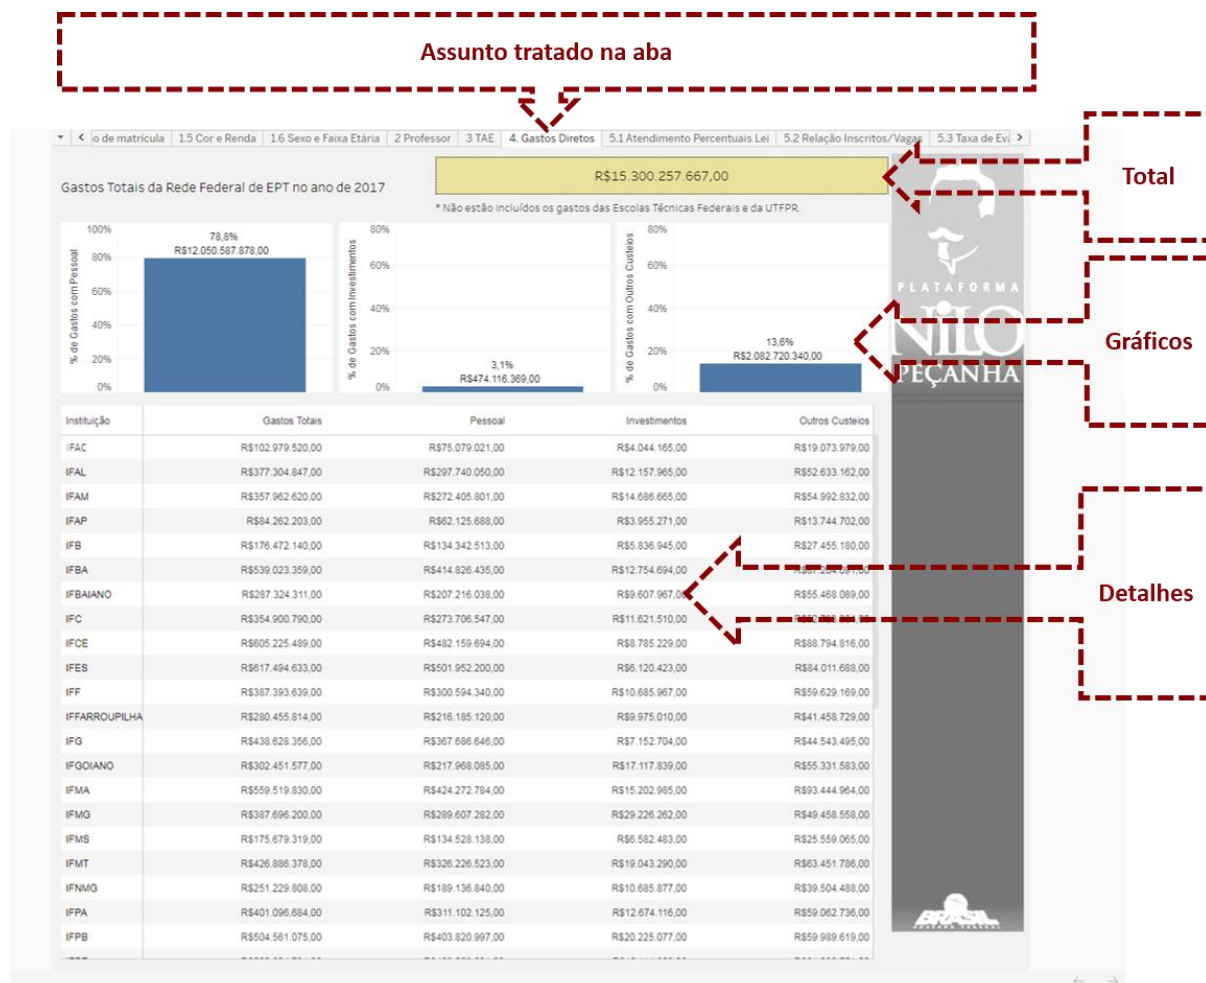 Assunto tratado na aba
o de matrícula 1.5 Cor e Renda 1.6 Sexo e Faixa Etária 2 Professor 3 TAE 4. Gastos Diretos 5.1 Atendimento Percentuais Lei 5.2 Relação Inscritos/Vagas 5.3 Taxa de Ev
Total
Gastos Totais da Rede Federal de EPT no ano de 2017
R$15.300.257.667,00
* Não estão incluídos os gastos das Escolas Técnicas Federais e da UTFPR.
% de Gastos com Pessoal
100%
80%
60%
40%
20%
0%
78,8%
R$12.050.587.878,00
% de Gastos com Investimentos
80%
60%
40%
20%
0%
3,1%
R$474.116.369,00
% de Gastos com Outros Custeios
80%
60%
40%
20%
0%
13,6%
R$2.082.720.340,00
PLATAFORMA
NILO
PEÇANHA
Gráficos
Instituição Gastos Totais Pessoal Investimentos Outros Custeios
IFAC R$102.979.520,00 R$75.079.021,00 R$4.044.165,00 R$19.073.979,00
IFAL R$377.304.847,00 R$297.740.050,00 R$12.157.965,00 R$52.633.162,00
IFAM R$357.962.620,00 R$272.405.801,00 R$14.686.665,00 R$54.992.832,00
IFAP R$84.262.203,00 R$62.125.688,00 R$3.955.271,00 R$13.744.702,00
IFB R$176.472.140,00 R$134.342.513,00 R$5.836.945,00 R$27.455.180,00
IFBA R$539.023.359,00 R$414.826.435,00 R$12.754.694,00
IFBAIANO R$287.324.311,00 R$207.216.038,00 R$9.607.967,00 R$55.468.089,00
IFC R$354.900.790,00 R$273.706.547,00 R$11.621.510,00
IFCE R$605.225.489,00 R$482.159.694,00 R$8.785.229,00 R$88.794.816,00
IFES R$617.494.633,00 R$501.952.200,00 R$6.120.423,00 R$84.011.688,00
IFF R$387.393.639,00 R$300.594.340,00 R$10.685.967,00 R$59.629.169,00
IFFARROUPILHA R$280.455.814,00 R$216.185.120,00 R$9.975.010,00 R$41.458.729,00
IFG R$438.628.356,00 R$367.686.646,00 R$7.152.704,00 R$44.543.495,00
IFGOIANO R$302.451.577,00 R$217.968.085,00 R$17.117.839,00 R$55.331.583,00
IFMA R$559.519.830,00 R$424.272.784,00 R$15.202.985,00 R$93.444.964,00
IFMG R$387.696.200,00 R$289.607.282,00 R$29.226.262,00 R$49.458.558,00
IFMS R$175.679.319,00 R$134.528.138,00 R$6.582.483,00 R$25.559.065,00
IFMT R$426.886.378,00 R$326.226.523,00 R$19.043.290,00 R$63.451.786,00
IFNMG R$251.229.808,00 R$189.136.840,00 R$10.685.877,00 R$39.504.488,00
IFPA R$401.096.684,00 R$311.102.125,00 R$12.674.116,00 R$59.062.736,00
IFPB R$504.561.075,00 R$403.820.997,00 R$20.225.077,00 R$59.989.619,00
Detalhes
BRASIL